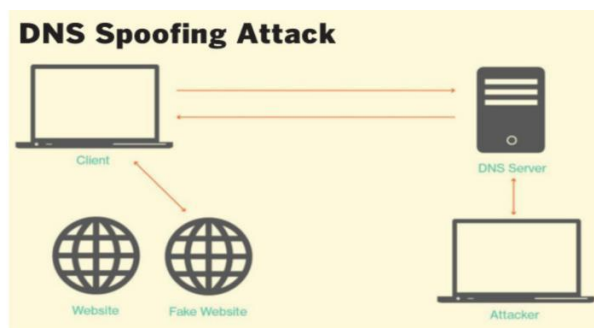 DNS Spoofing Attack
Client
DNS Server
Website
Fake Website
Attacker